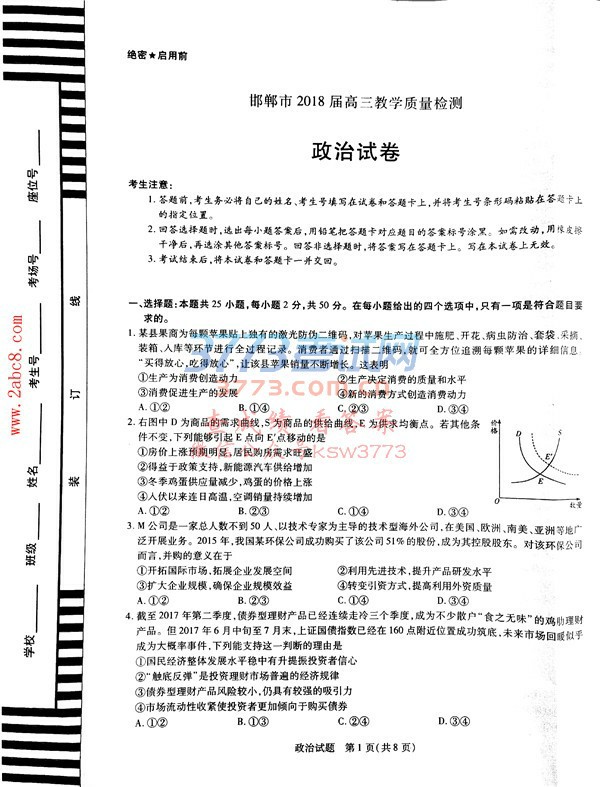 绝密★启用前
邯郸市2018届高三教学质量检测
政治试卷
考生注意：
1.答题前,考生务必将自己的姓名、考生号填写在试卷和答题卡上,并将考生号条形码粘贴在答题卡上
的指定位置。
2.回答选择题时,选出每小题答案后,用铅笔把答题卡对应题目的答案标号涂黑。如需改动,用橡皮擦
干净后,再选涂其他答案标号。回答非选择题时,将答案写在答题卡上。写在本试卷上无效。
3.考试结束后,将本试卷和答题卡一并交回。
一、选择题:本题共25小题,每小题2分,共50分。在每小题给出的四个选项中,只有一项是符合题目要
求的。
1.某县果商为每颗苹果贴上独有的激光防伪二维码,对苹果生产过程中施肥、开花、病虫防治、套袋、采摘、
装箱、入库等环节进行全过程记录。消费者通过扫描二维码,就可全方位追溯每颗苹果的详细信息。
“买得放心,吃得放心”,让该县苹果销量不断增长。这表明
①生产为消费创造动力 ②生产决定消费的质量和水平
③消费促进生产的发展 ④新的消费方式创造消费动力
A.①② B.①④ C.②③ D.③④
2.右图中D为商品的需求曲线,S为商品的供给曲线,E为供求均衡点。若其他条
件不变,下列能够引起E点向E′点移动的是
①房价上涨预期明显,居民购房需求旺盛
②得益于政策支持,新能源汽车供给增加
③冬季鸡蛋供应量减少,鸡蛋的价格上涨
④入伏以来连日高温,空调销量持续增加
A.①② B.①④ C.②③ D.③④
价格
D
S
E′
E
O
数量
3.M公司是一家总人数不到50人、以技术专家为主导的技术型海外公司,在美国、欧洲、南美、亚洲等地广
泛开展业务。2015年,我国某环保公司成功购买了该公司51%的股份,成为其控股股东。对该环保公司
而言,并购的意义在于
①开拓国际市场,拓展企业发展空间 ②利用先进技术,提升产品研发水平
③扩大企业规模,确保企业规模效益 ④转变引资方式,提高利用外资质量
A.①② B.①④ C.②③ D.③④
4.截至2017年第二季度,债券型理财产品已经连续走冷三个季度,成为不少散户“食之无味”的鸡肋理财
产品。但2017年6月中旬至7月末,上证国债指数已经在160点附近位置成功筑底,未来市场回暖似乎
成为大概率事件,下列能支持这一判断的理由是
①国民经济整体发展水平稳中有升提振投资者信心
②“触底反弹”是投资理财市场普遍的经济规律
③债券型理财产品风险较小,仍具有较强的吸引力
④市场流动性收紧使投资者更加倾向于购买债券
A.①② B.②③ C.②④ D.③④
政治试题 第1页(共8页)
学校
班级
姓名
考生号
考场号
座位号
装
订
线
www.2abc8.com
3773考试网
3773.com.cn
查成绩 看答案
ksw3773